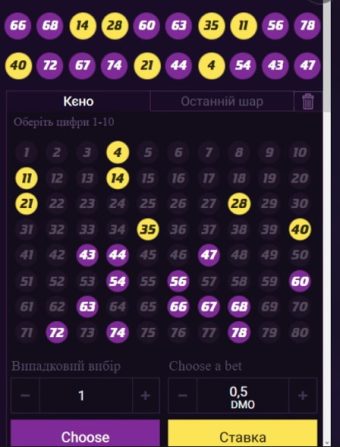 66 68 14 28 60 63 35 11 56 78
40 72 67 74 21 44 4 54 43 47
Кено Останній шар
Оберіть цифри 1-10
1 2 3 4 5 6 7 8 9 10
11 12 13 14 15 16 17 18 19 20
21 22 23 24 25 26 27 28 29 30
31 32 33 34 35 36 37 38 39 40
41 42 43 44 45 46 47 48 49 50
51 52 53 54 55 56 57 58 59 60
61 62 63 64 65 66 67 68 69 70
71 72 73 74 75 76 77 78 79 80
Випадковий вибір Choose a bet
− 1 + − 0,5 +
DMO
Choose Ставка